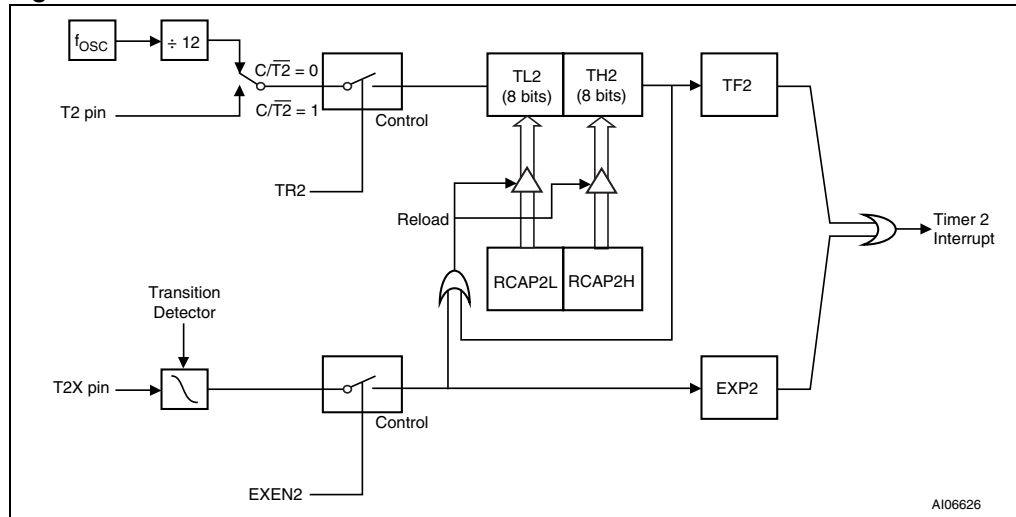 fOSC
÷ 12
C/T2̅ = 0
T2 pin
C/T2̅ = 1
Control
TR2
TL2
(8 bits)
TH2
(8 bits)
TF2
Reload
RCAP2L
RCAP2H
Timer 2
Interrupt
Transition
Detector
T2X pin
Control
EXP2
EXEN2
AI06626